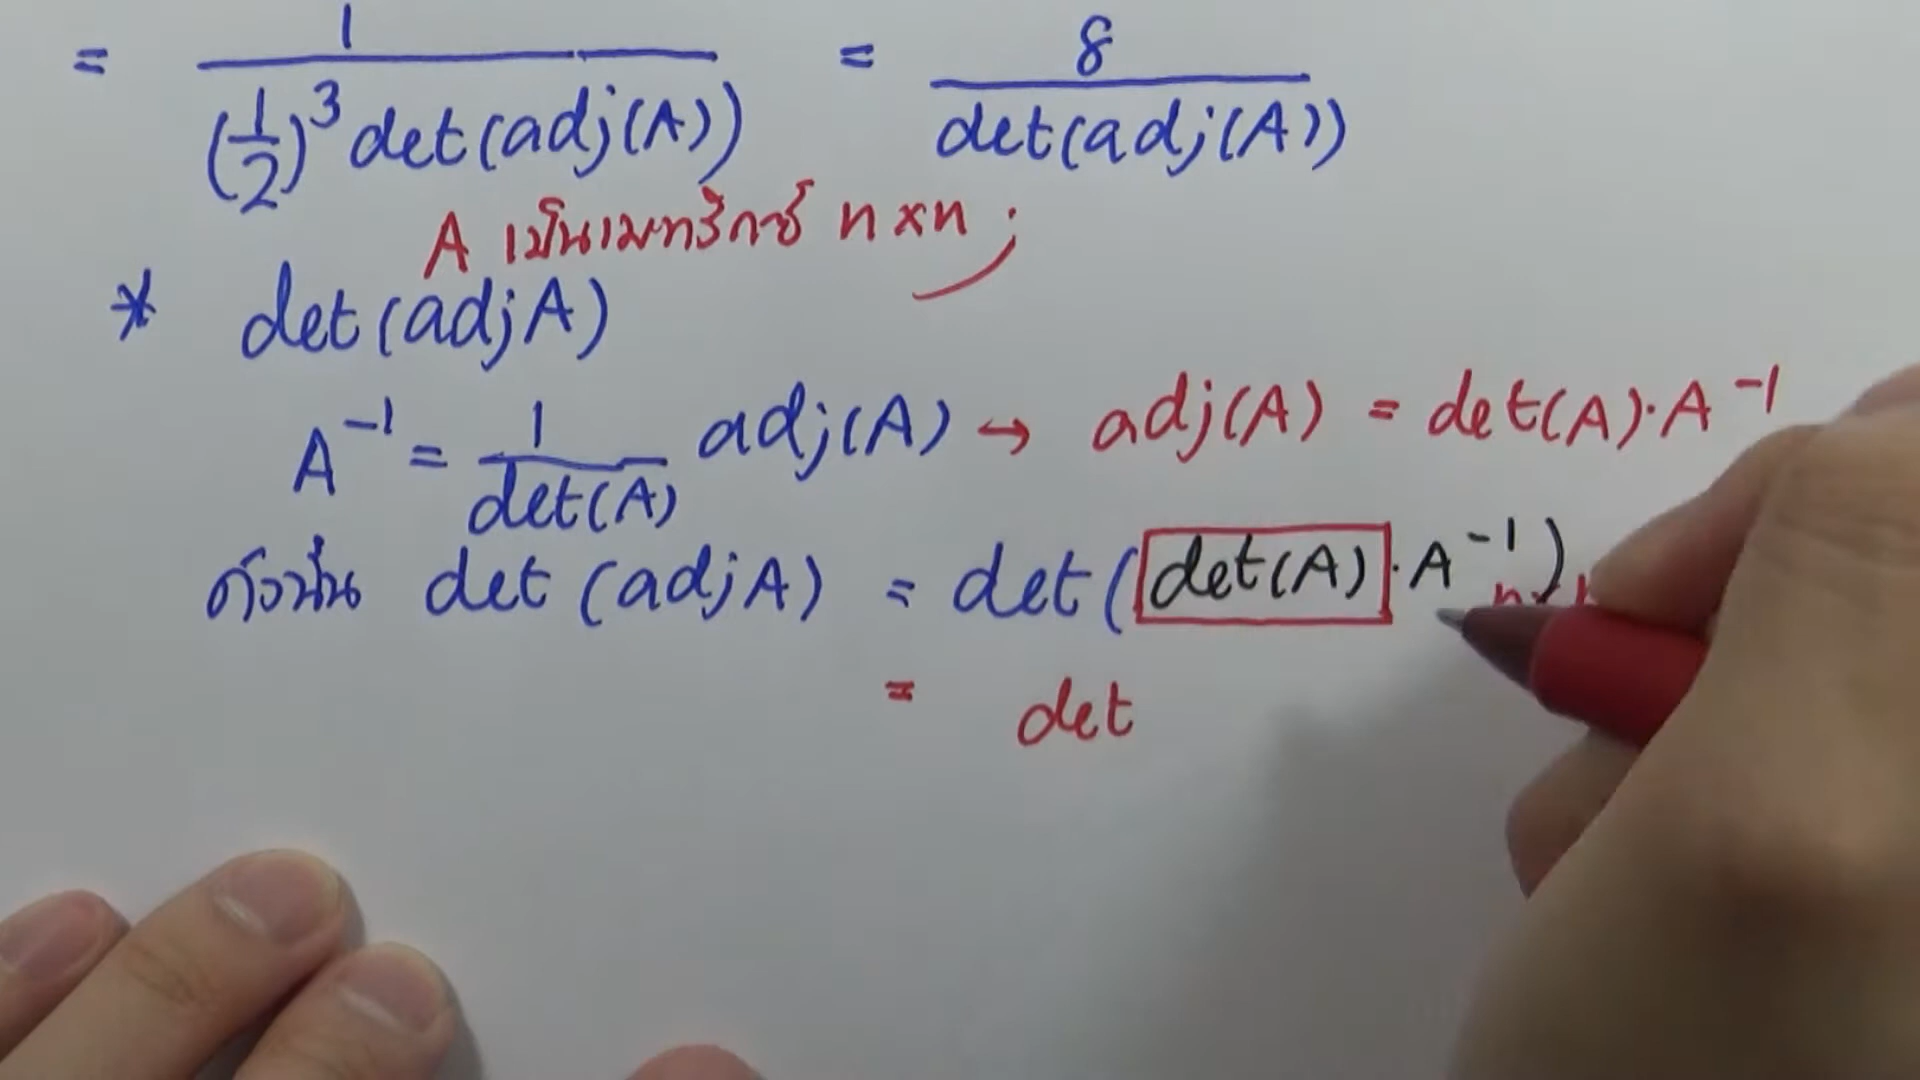 = 1/((1/2)^3 det(adj(A))) = 8/det(adj(A))
A เป็นเมทริกซ์ n×n ;
* det(adjA)
A^-1 = 1/det(A) adj(A) → adj(A) = det(A)·A^-1
ดังนั้น det (adjA) = det(det(A)·A^-1)
= det